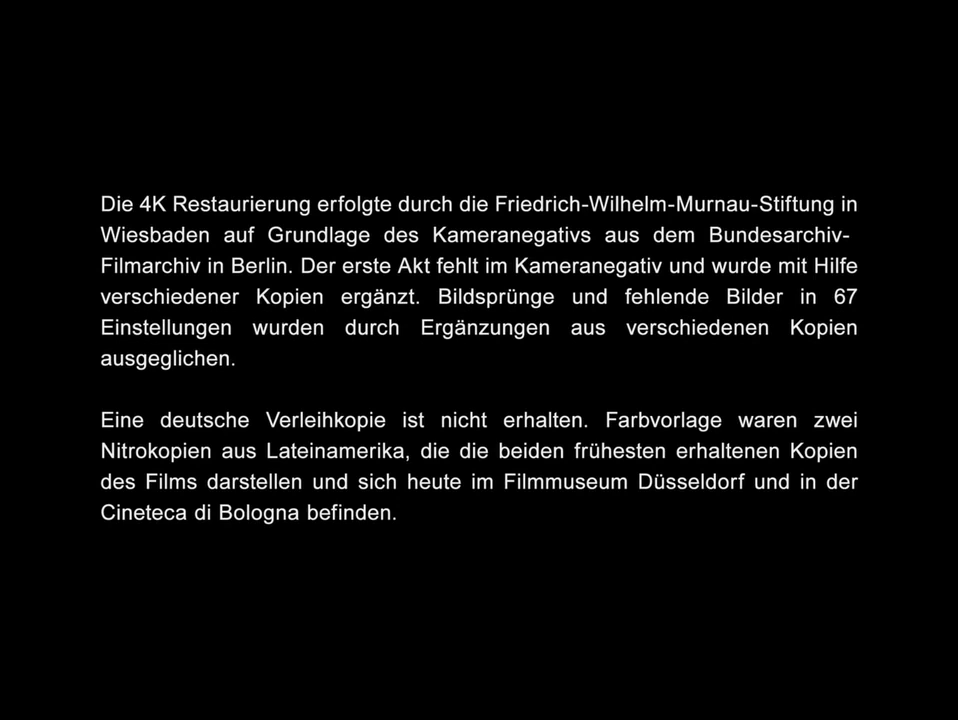 Die 4K Restaurierung erfolgte durch die Friedrich-Wilhelm-Murnau-Stiftung in
Wiesbaden auf Grundlage des Kameranegativs aus dem Bundesarchiv-
Filmarchiv in Berlin. Der erste Akt fehlt im Kameranegativ und wurde mit Hilfe
verschiedener Kopien ergänzt. Bildsprünge und fehlende Bilder in 67
Einstellungen wurden durch Ergänzungen aus verschiedenen Kopien
ausgeglichen.
Eine deutsche Verleihkopie ist nicht erhalten. Farbvorlage waren zwei
Nitrokopien aus Lateinamerika, die die beiden frühesten erhaltenen Kopien
des Films darstellen und sich heute im Filmmuseum Düsseldorf und in der
Cineteca di Bologna befinden.